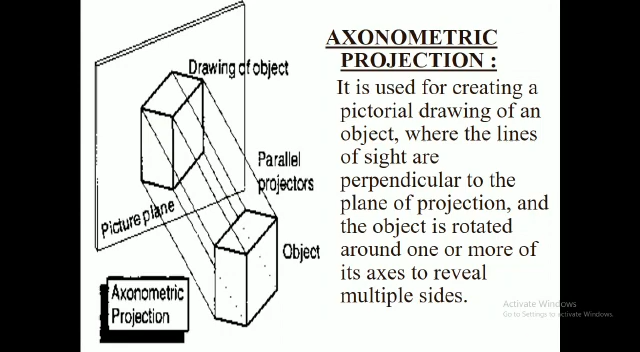 Drawing of object
Parallel
projectors
Picture plane
Object
Axonometric
Projection
AXONOMETRIC
PROJECTION :
It is used for creating a
pictorial drawing of an
object, where the lines
of sight are
perpendicular to the
plane of projection, and
the object is rotated
around one or more of
its axes to reveal
multiple sides.
Activate Windows
Go to Settings to activate Windows.